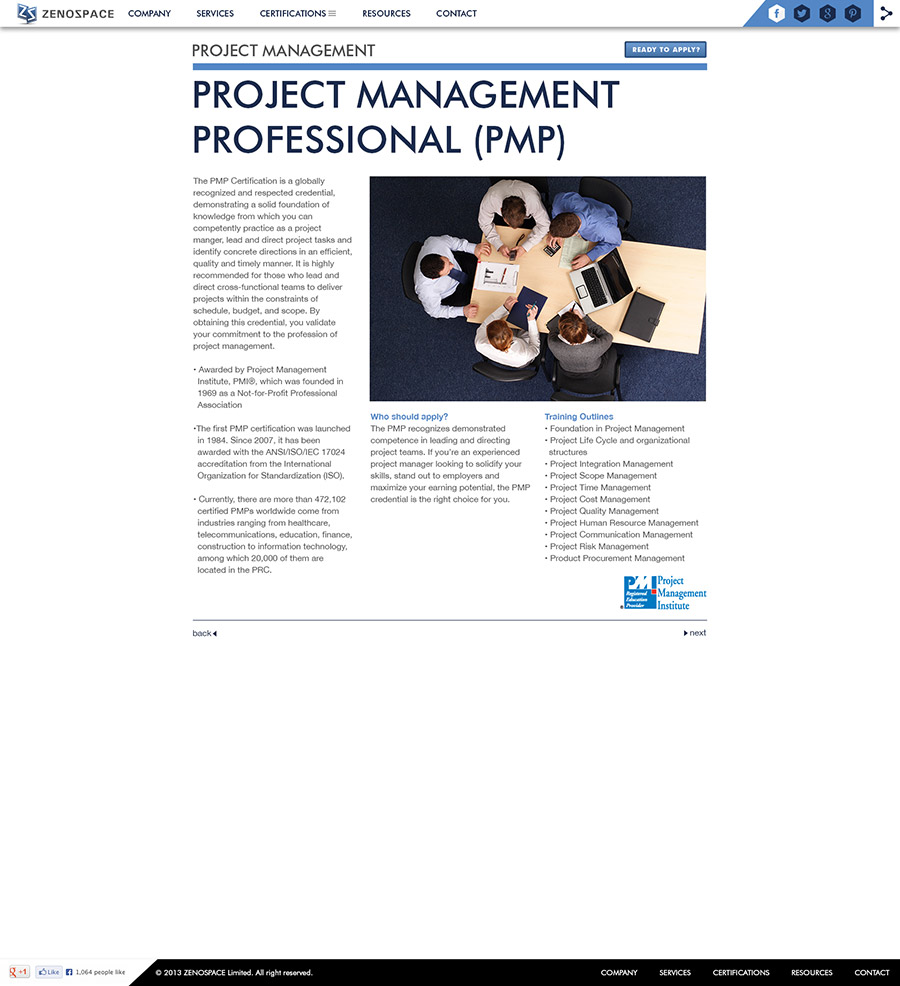 ZENOSPACE
COMPANY
SERVICES
CERTIFICATIONS
RESOURCES
CONTACT
PROJECT MANAGEMENT
READY TO APPLY?
PROJECT MANAGEMENT
PROFESSIONAL (PMP)
The PMP Certification is a globally
recognized and respected credential,
demonstrating a solid foundation of
knowledge from which you can
competently practice as a project
manger, lead and direct project tasks and
identify concrete directions in an efficient,
quality and timely manner. It is highly
recommended for those who lead and
direct cross-functional teams to deliver
projects within the constraints of
schedule, budget, and scope. By
obtaining this credential, you validate
your commitment to the profession of
project management.
• Awarded by Project Management
Institute, PMI®, which was founded in
1969 as a Not-for-Profit Professional
Association
•The first PMP certification was launched
in 1984. Since 2007, it has been
awarded with the ANSI/ISO/IEC 17024
accreditation from the International
Organization for Standardization (ISO).
• Currently, there are more than 472,102
certified PMPs worldwide come from
industries ranging from healthcare,
telecommunications, education, finance,
construction to information technology,
among which 20,000 of them are
located in the PRC.
Who should apply?
The PMP recognizes demonstrated
competence in leading and directing
project teams. If you're an experienced
project manager looking to solidify your
skills, stand out to employers and
maximize your earning potential, the PMP
credential is the right choice for you.
Training Outlines
• Foundation in Project Management
• Project Life Cycle and organizational
structures
• Project Integration Management
• Project Scope Management
• Project Time Management
• Project Cost Management
• Project Quality Management
• Project Human Resource Management
• Project Communication Management
• Project Risk Management
• Product Procurement Management
PMI
Registered
Education
Provider
Project
Management
Institute
back
next
+1
Like
1,064 people like
© 2013 ZENOSPACE Limited. All right reserved.
COMPANY
SERVICES
CERTIFICATIONS
RESOURCES
CONTACT